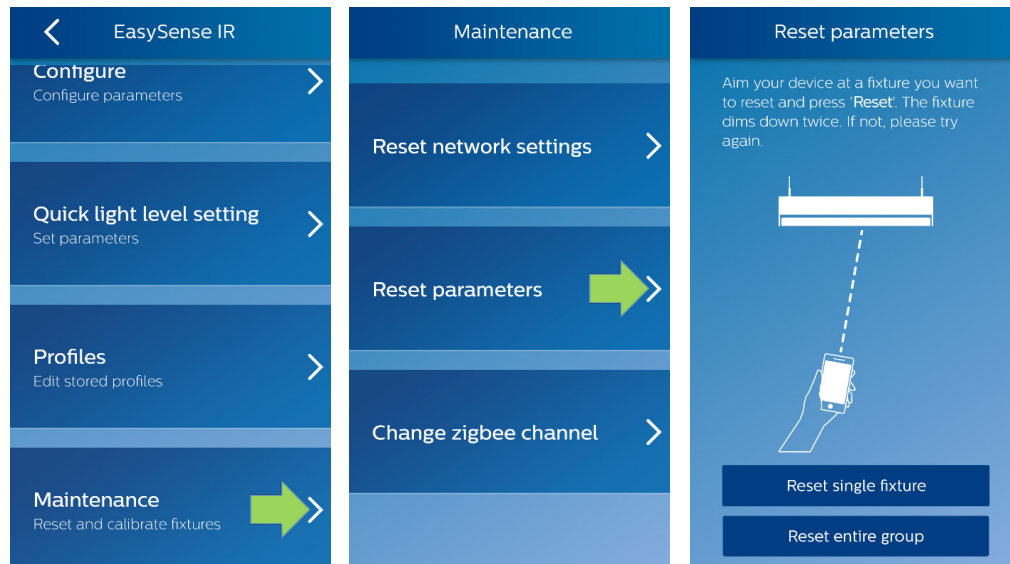 EasySense IR
Configure
Configure parameters
Quick light level setting
Set parameters
Profiles
Edit stored profiles
Maintenance
Reset and calibrate fixtures
Maintenance
Reset network settings
Reset parameters
Change zigbee channel
Reset parameters
Aim your device at a fixture you want
to reset and press 'Reset'. The fixture
dims down twice. If not, please try
again.
Reset single fixture
Reset entire group